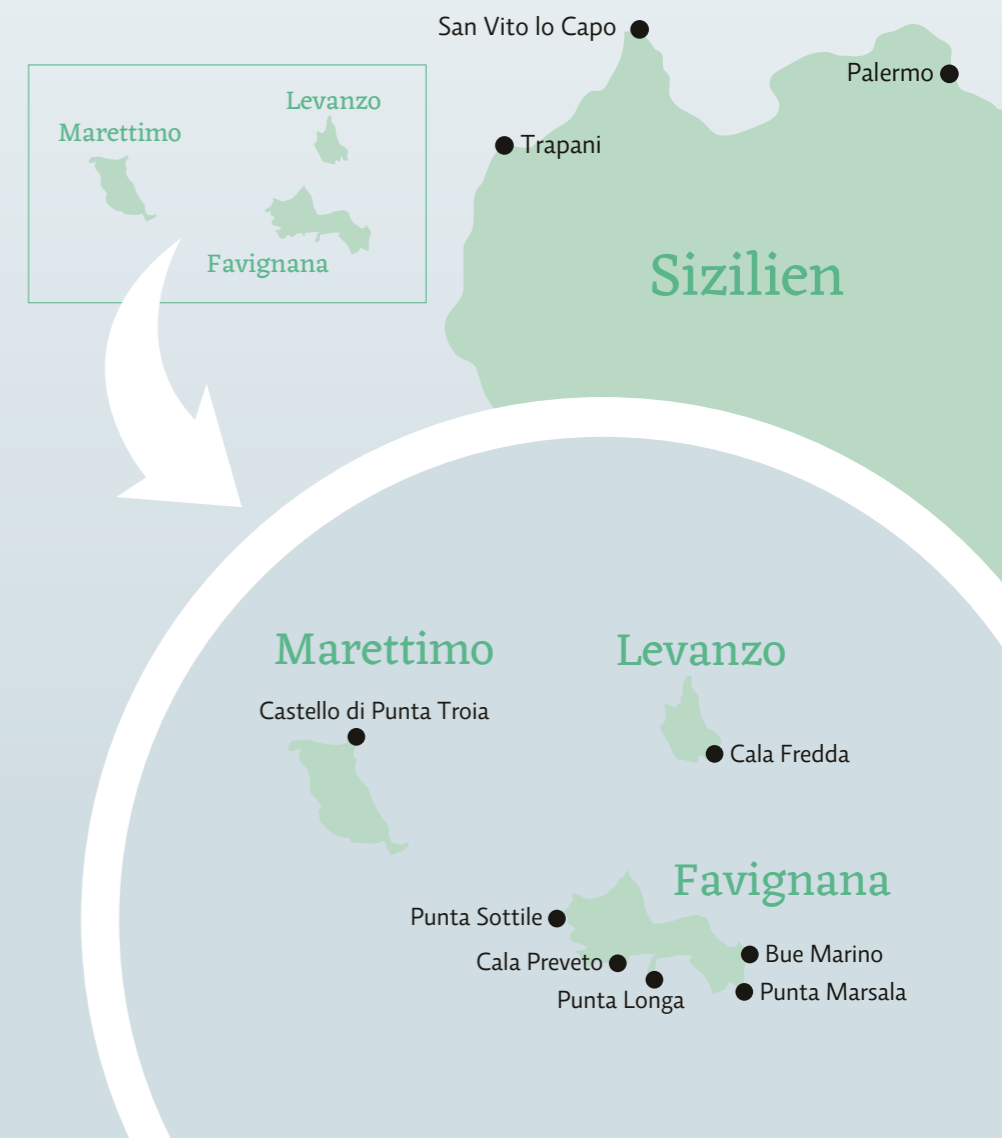 San Vito lo Capo
Palermo
Levanzo
Marettimo
Trapani
Favignana
Sizilien
Marettimo
Levanzo
Castello di Punta Troia
Cala Fredda
Favignana
Punta Sottile
Cala Preveto
Bue Marino
Punta Longa
Punta Marsala